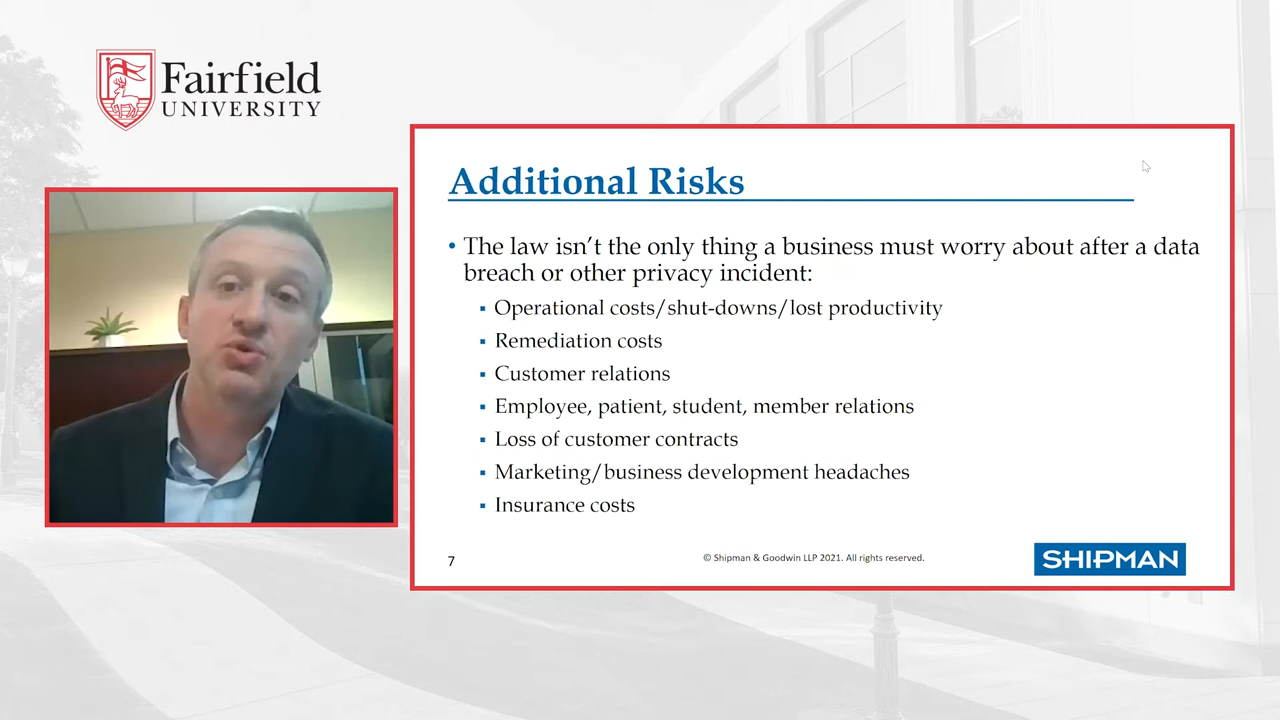 Fairfield
UNIVERSITY
Additional Risks
• The law isn’t the only thing a business must worry about after a data
breach or other privacy incident:
▪ Operational costs/shut-downs/lost productivity
▪ Remediation costs
▪ Customer relations
▪ Employee, patient, student, member relations
▪ Loss of customer contracts
▪ Marketing/business development headaches
▪ Insurance costs
7
© Shipman & Goodwin LLP 2021. All rights reserved.
SHIPMAN